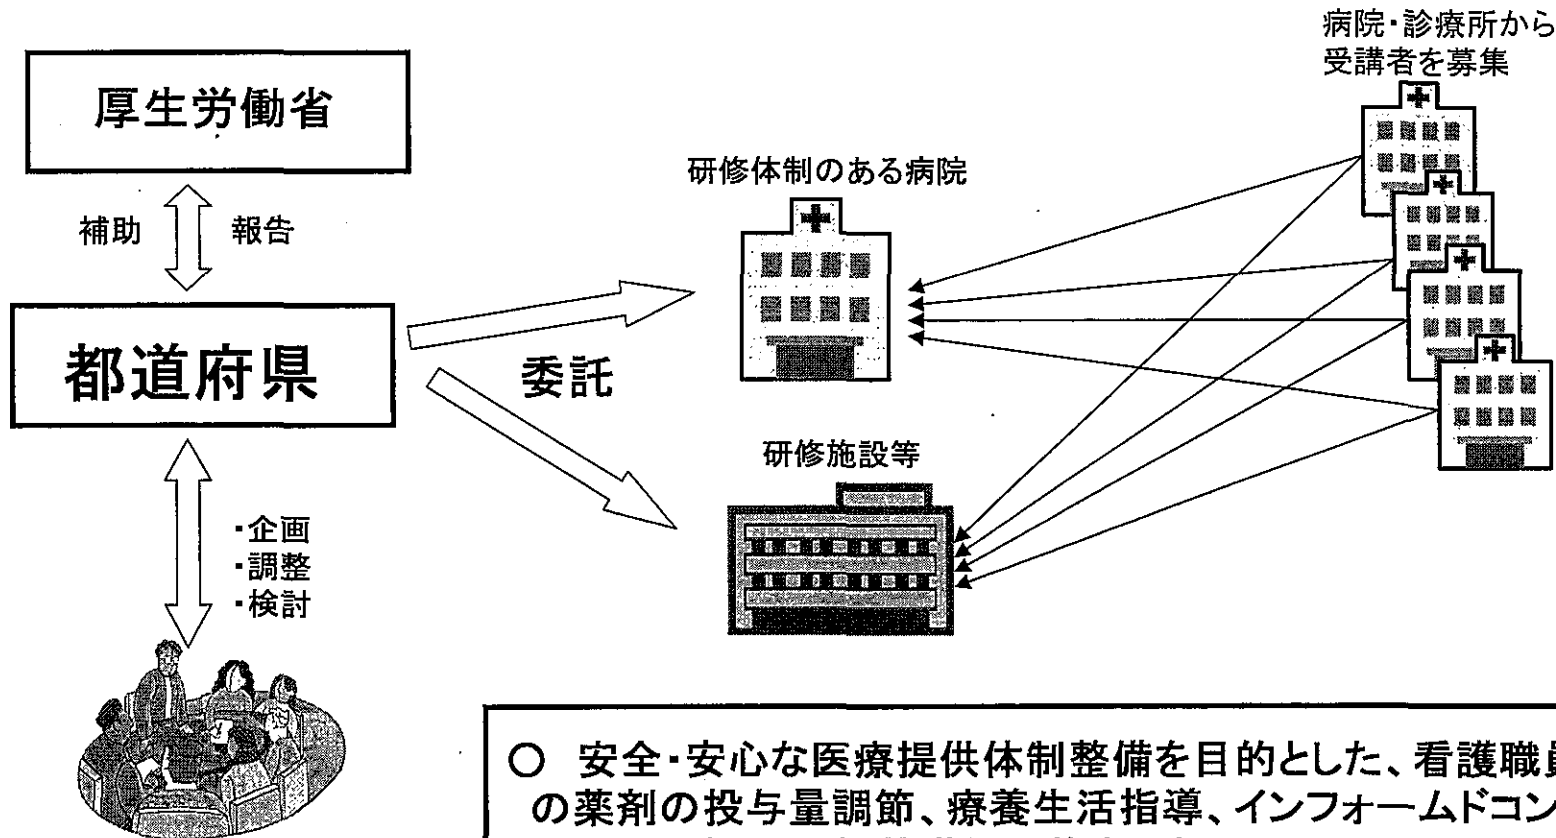 病院・診療所から
受講者を募集
厚生労働省
研修体制のある病院
補助 報告
都道府県
委託
研修施設等
・企画
・調整
・検討
○ 安全・安心な医療提供体制整備を目的とした、看護職員
の薬剤の投与量調節、療養生活指導、インフォームドコン